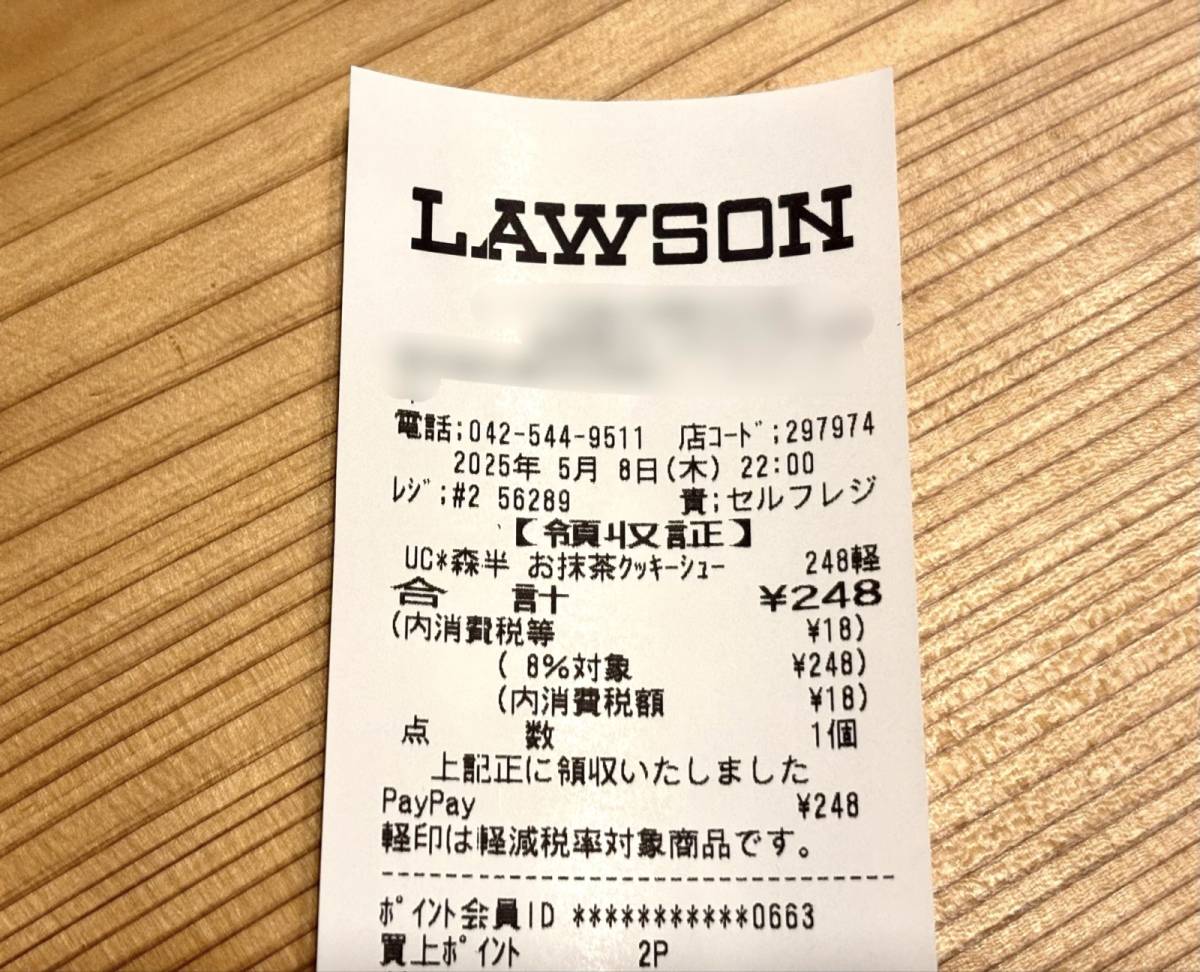 LAWSON
電話;042-544-9511 店ｺｰﾄﾞ;297974
2025年 5月 8日(木) 22:00
ﾚｼﾞ;#2 56289 責;セルフレジ
【領収証】
UC*森半 お抹茶ｸｯｷｰｼｭｰ 248軽
合 計 ¥248
(内消費税等 ¥18)
( 8%対象 ¥248)
(内消費税額 ¥18)
点 数 1個
上記正に領収いたしました
PayPay ¥248
軽印は軽減税率対象商品です。
ﾎﾟｲﾝﾄ会員ID ***********0663
買上ﾎﾟｲﾝﾄ 2P